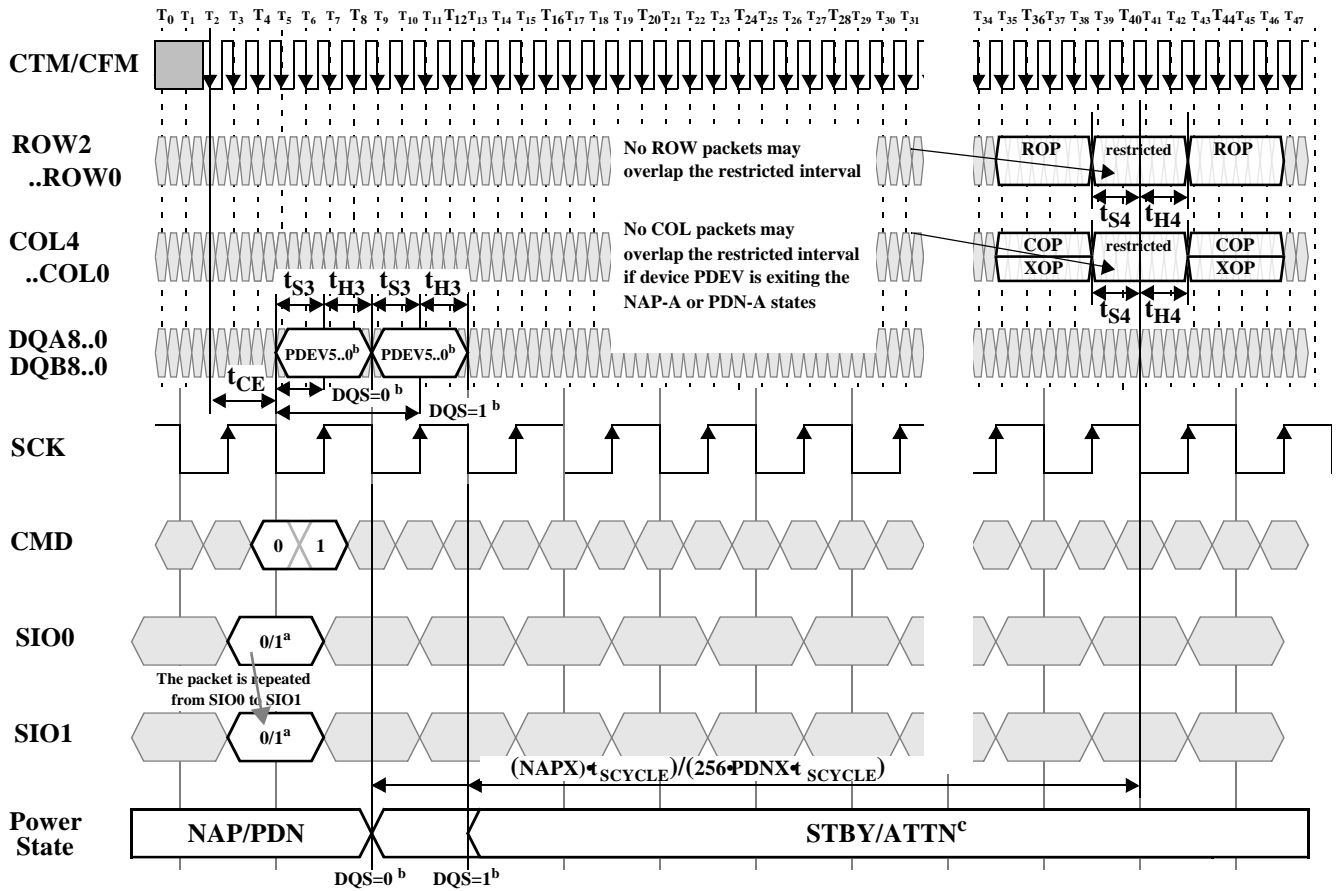 T0 T1 T2 T3 T4 T5 T6 T7 T8 T9 T10 T11 T12 T13 T14 T15 T16 T17 T18 T19 T20 T21 T22 T23 T24 T25 T26 T27 T28 T29 T30 T31 T34 T35 T36 T37 T38 T39 T40 T41 T42 T43 T44 T45 T46 T47
CTM/CFM
ROW2
..ROW0
No ROW packets may
overlap the restricted interval
ROP restricted ROP
tS4 tH4
COL4
..COL0
No COL packets may
overlap the restricted interval
if device PDEV is exiting the
NAP-A or PDN-A states
COP restricted COP
XOP XOP
tS4 tH4
tS3 tH3 tS3 tH3
DQA8..0
DQB8..0
PDEV5..0b PDEV5..0b
tCE
DQS=0 b
DQS=1 b
SCK
CMD
0 1
SIO0
0/1a
The packet is repeated
from SIO0 to SIO1
SIO1
0/1a
(NAPX)•tSCYCLE)/(256•PDNX•tSCYCLE)
Power
State
NAP/PDN
STBY/ATTNc
DQS=0 b DQS=1b